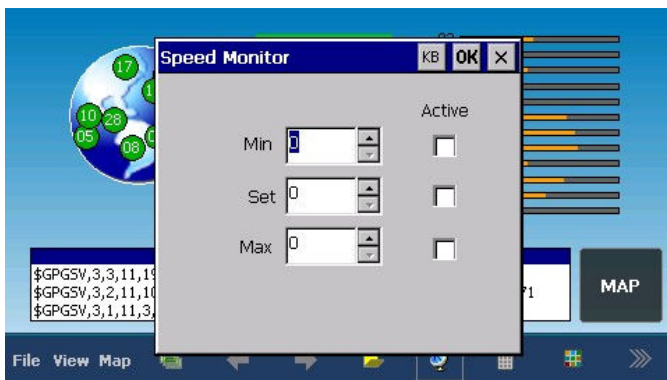 Speed Monitor
KB OK
Active
Min 0
Set 0
Max 0
17
10
28
05
08
$GPGSV,3,3,11,19
$GPGSV,3,2,11,10
$GPGSV,3,1,11,3,
71
MAP
File View Map